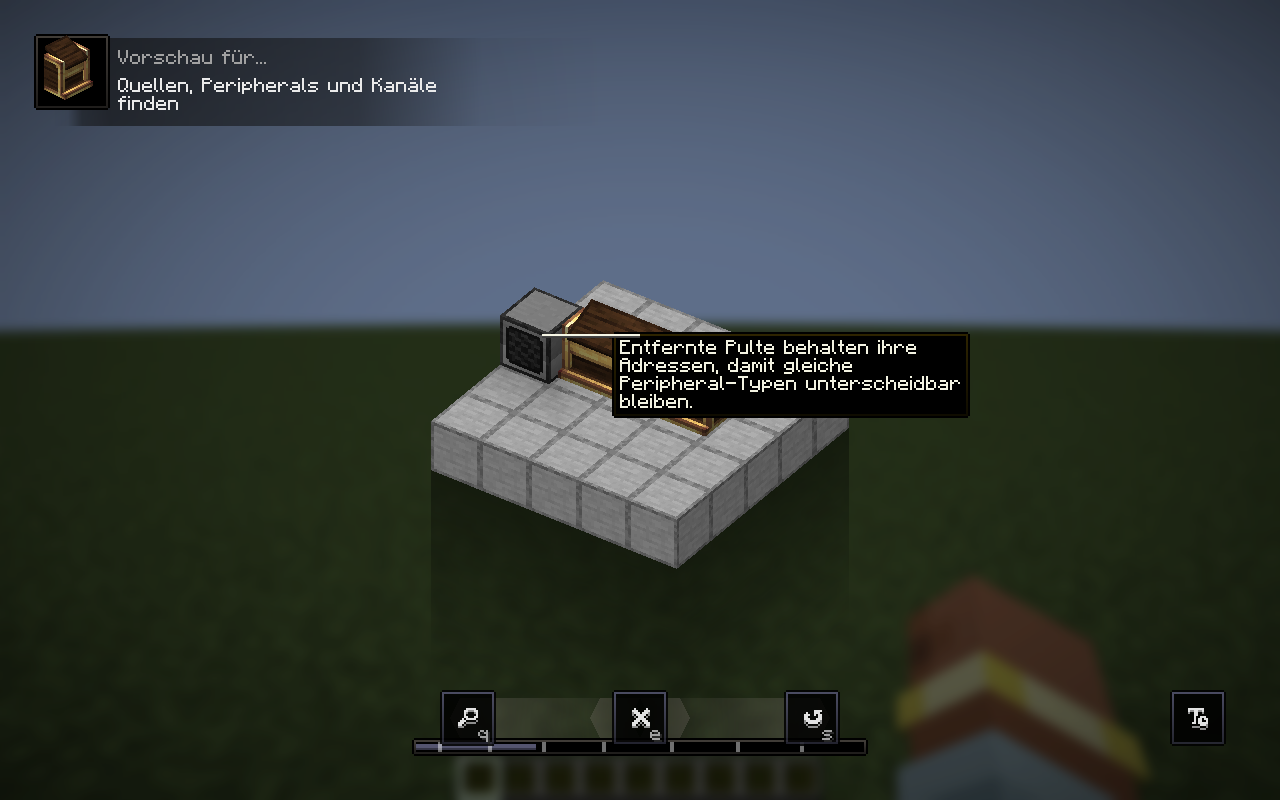 Vorschau für...
Quellen, Peripherals und Kanäle
finden
Entfernte Pulte behalten ihre
Adressen, damit gleiche
Peripheral-Typen unterscheidbar
bleiben.
q
e
s